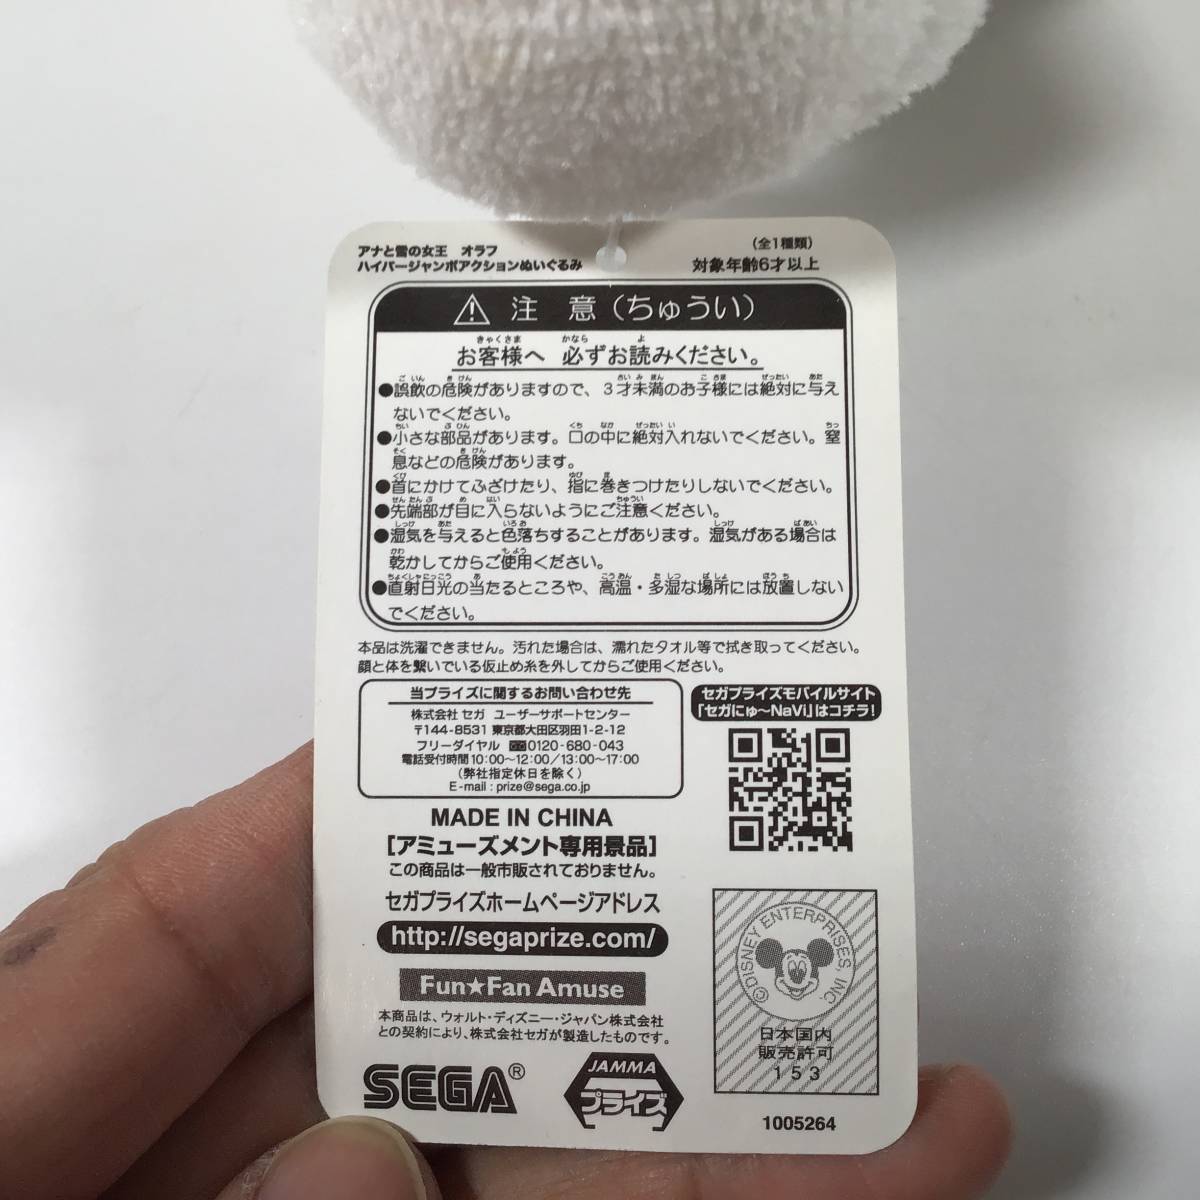 アナと雪の女王 オラフ
ハイパージャンボアクションぬいぐるみ
(全1種類)
対象年齢6才以上
注 意(ちゅうい)
お客様へ 必ずお読みください。
●誤飲の危険がありますので、3才未満のお子様には絶対に与え
ないでください。
●小さな部品があります。口の中に絶対入れないでください。窒
息などの危険があります。
●首にかけてふざけたり、指に巻きつけたりしないでください。
●先端部が目に入らないようにご注意ください。
●湿気を与えると色落ちすることがあります。湿気がある場合は
乾かしてからご使用ください。
●直射日光の当たるところや、高温・多湿な場所には放置しない
でください。
本品は洗濯できません。汚れた場合は、濡れたタオル等で拭き取ってください。
顔と体を繋いでいる仮止め糸を外してからご使用ください。
当プライズに関するお問い合わせ先
株式会社 セガ ユーザーサポートセンター
〒144-8531 東京都大田区羽田1-2-12
フリーダイヤル 0120-680-043
電話受付時間 10:00〜12:00/13:00〜17:00
(弊社指定休日を除く)
E-mail : prize@sega.co.jp
セガプライズモバイルサイト
「セガにゅ〜NaVi」はコチラ!
MADE IN CHINA
[アミューズメント専用景品]
この商品は一般市販されておりません。
セガプライズホームページアドレス
http://segaprize.com/
Fun★Fan Amuse
本商品は、ウォルト・ディズニー・ジャパン株式会社
との契約により、株式会社セガが製造したものです。
SEGA®
JAMMA
プライズ
©DISNEY ENTERPRISES, INC.
日本国内
販売許可
153
1005264